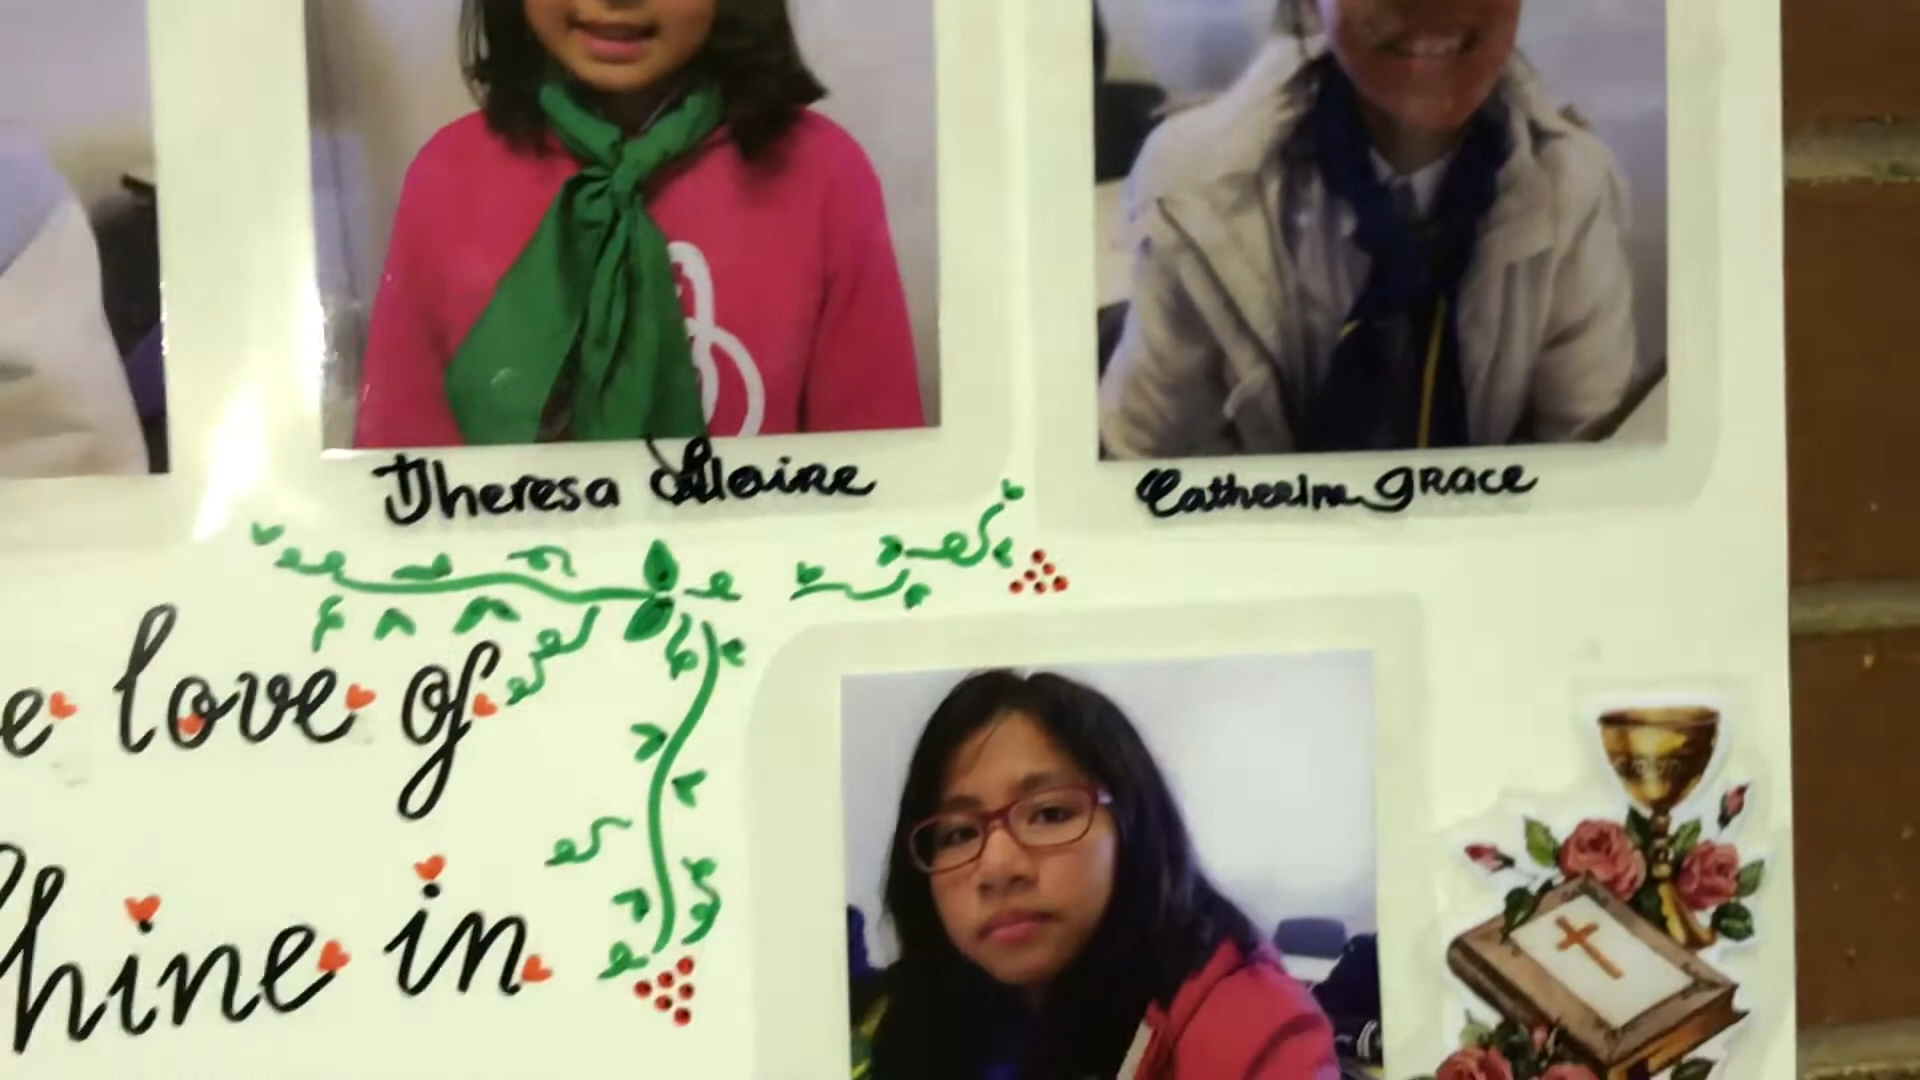 Theresa Claire
Catherine Grace
e love of
hine in